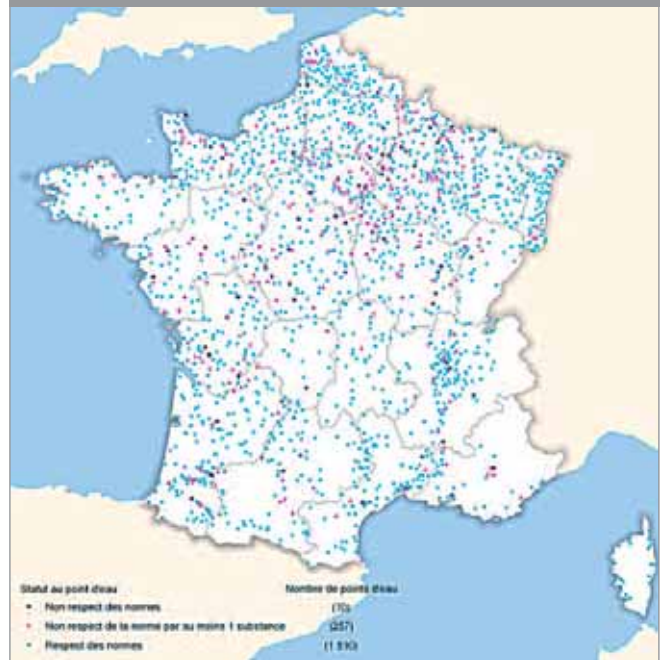 Statut au point d'eau Nombre de points d'eau
Non respect des normes (70)
Non respect de la norme par au moins 1 substance (257)
Respect des normes (1 510)